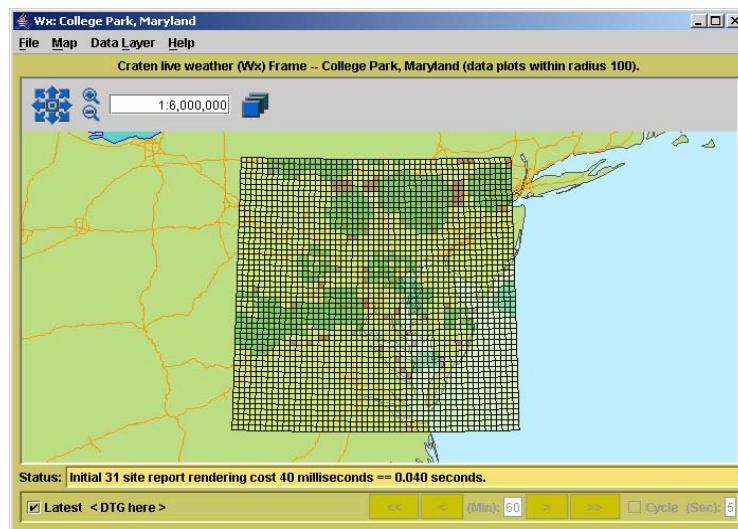 Wx: College Park, Maryland
File Map Data Layer Help
Craten live weather (Wx) Frame -- College Park, Maryland (data plots within radius 100).
1:6,000,000
Status: Initial 31 site report rendering cost 40 milliseconds == 0.040 seconds.
Latest < DTG here > << < (Min): 60 > >> Cycle (Sec): 5